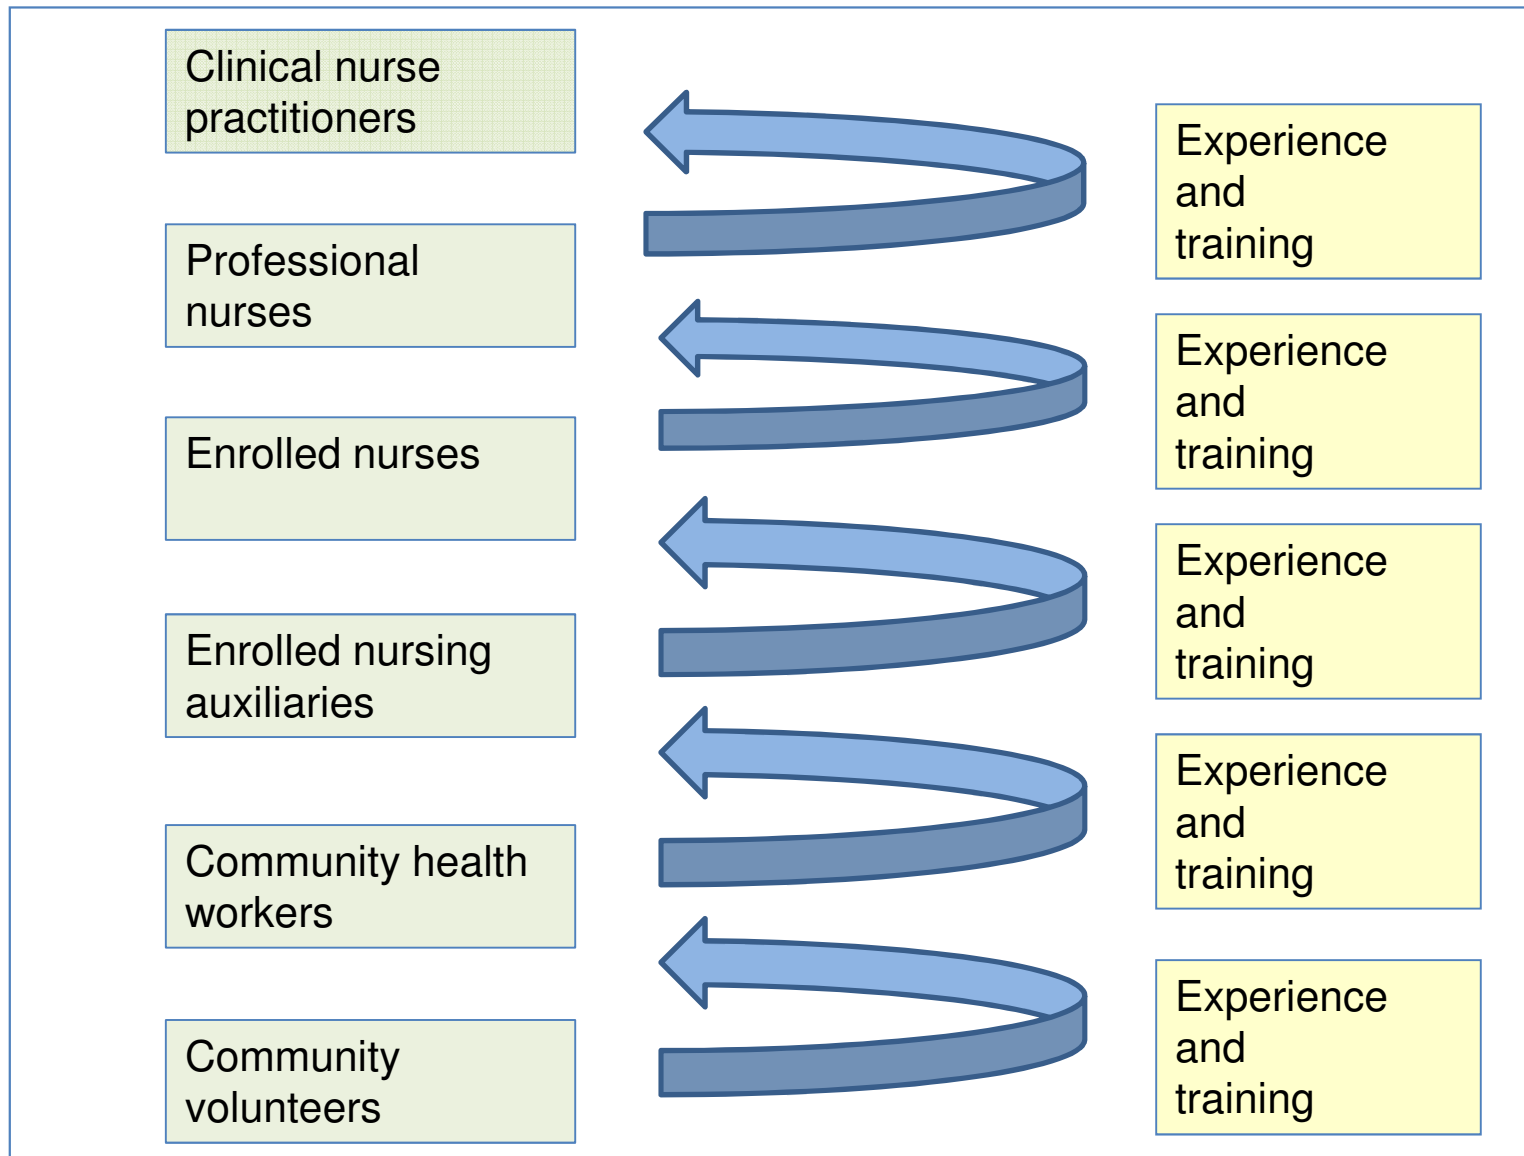 Clinical nurse
practitioners
Experience
and
training
Professional
nurses
Experience
and
training
Enrolled nurses
Experience
and
training
Enrolled nursing
auxiliaries
Experience
and
training
Community health
workers
Experience
and
training
Community
volunteers